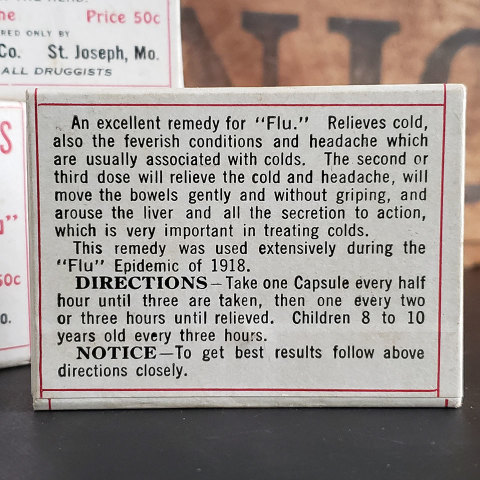 he Price 50c
ERED ONLY BY
Co. St. Joseph, Mo.
ALL DRUGGISTS
S
"
50c
o.
An excellent remedy for "Flu." Relieves cold,
also the feverish conditions and headache which
are usually associated with colds. The second or
third dose will relieve the cold and headache, will
move the bowels gently and without griping, and
arouse the liver and all the secretion to action,
which is very important in treating colds.
This remedy was used extensively during the
"Flu" Epidemic of 1918.
DIRECTIONS—Take one Capsule every half
hour until three are taken, then one every two
or three hours until relieved. Children 8 to 10
years old every three hours.
NOTICE—To get best results follow above
directions closely.